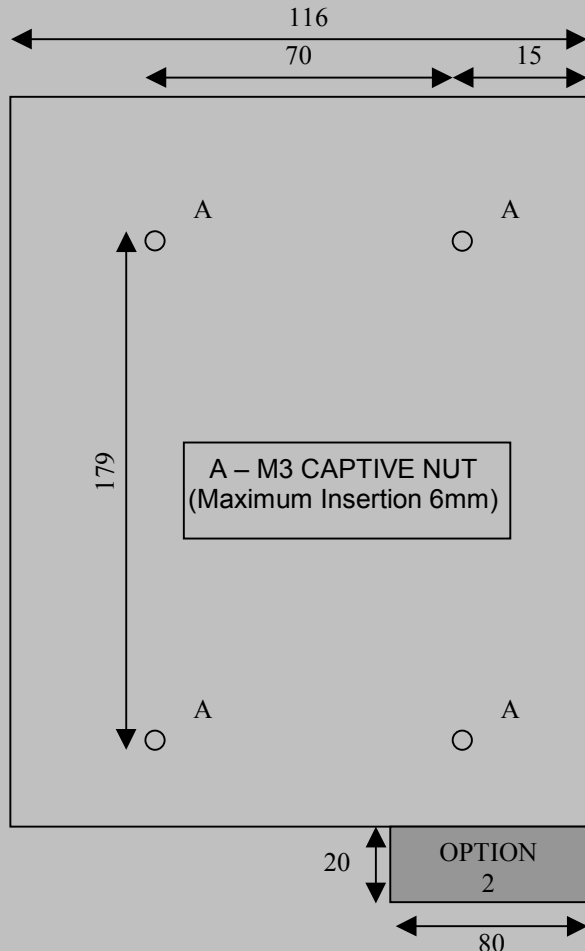 116
70
15
A
A
179
A – M3 CAPTIVE NUT
(Maximum Insertion 6mm)
A
A
20
OPTION
2
80